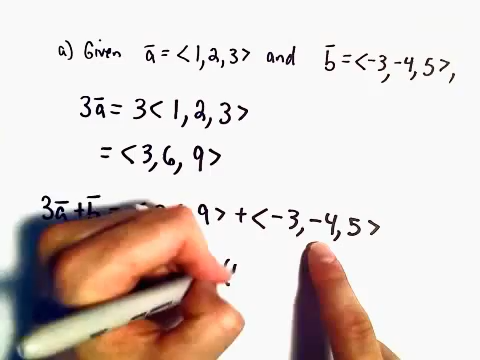 a) Given ā = <1, 2, 3> and b̄ = <-3, -4, 5>,
3ā = 3<1, 2, 3>
= <3, 6, 9>
3ā + b̄ = 9> + <-3, -4, 5>